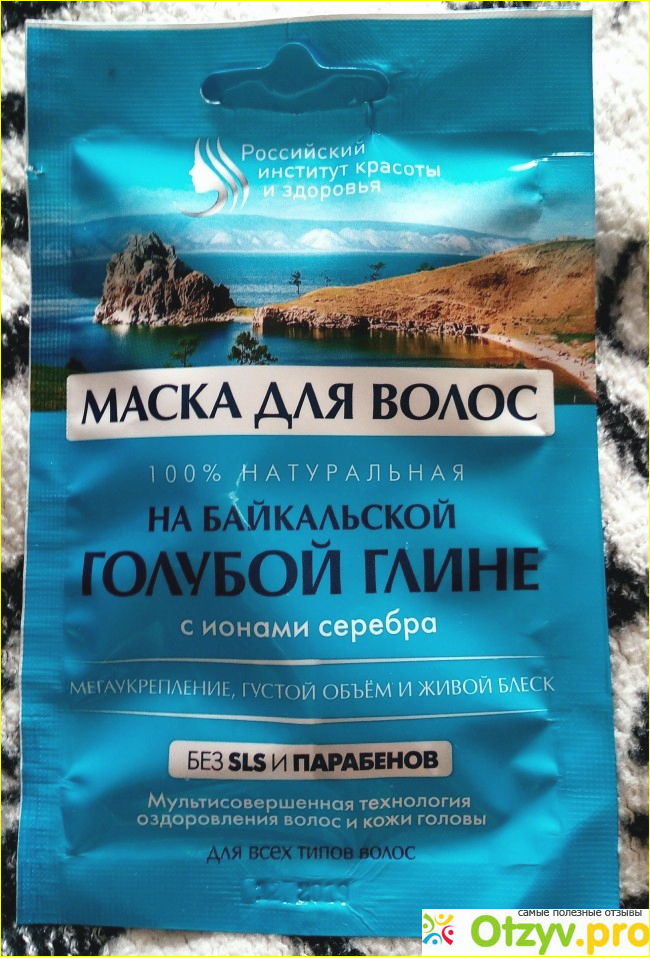 Российский
институт красоты
и здоровья
МАСКА ДЛЯ ВОЛОС
100% НАТУРАЛЬНАЯ
НА БАЙКАЛЬСКОЙ
ГОЛУБОЙ ГЛИНЕ
с ионами серебра
МЕГАУКРЕПЛЕНИЕ, ГУСТОЙ ОБЪЁМ И ЖИВОЙ БЛЕСК
БЕЗ SLS И ПАРАБЕНОВ
Мультисовершенная технология
оздоровления волос и кожи головы
для всех типов волос
самые полезные отзывы
Otzyv.pro